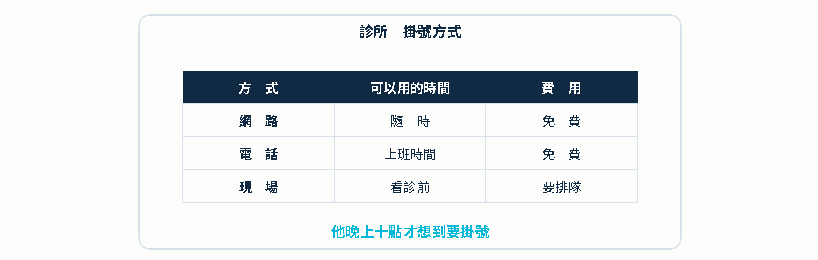 診所　掛號方式
方　式　可以用的時間　費　用
網　路　隨　時　免　費
電　話　上班時間　免　費
現　場　看診前　要排隊
他晚上十點才想到要掛號